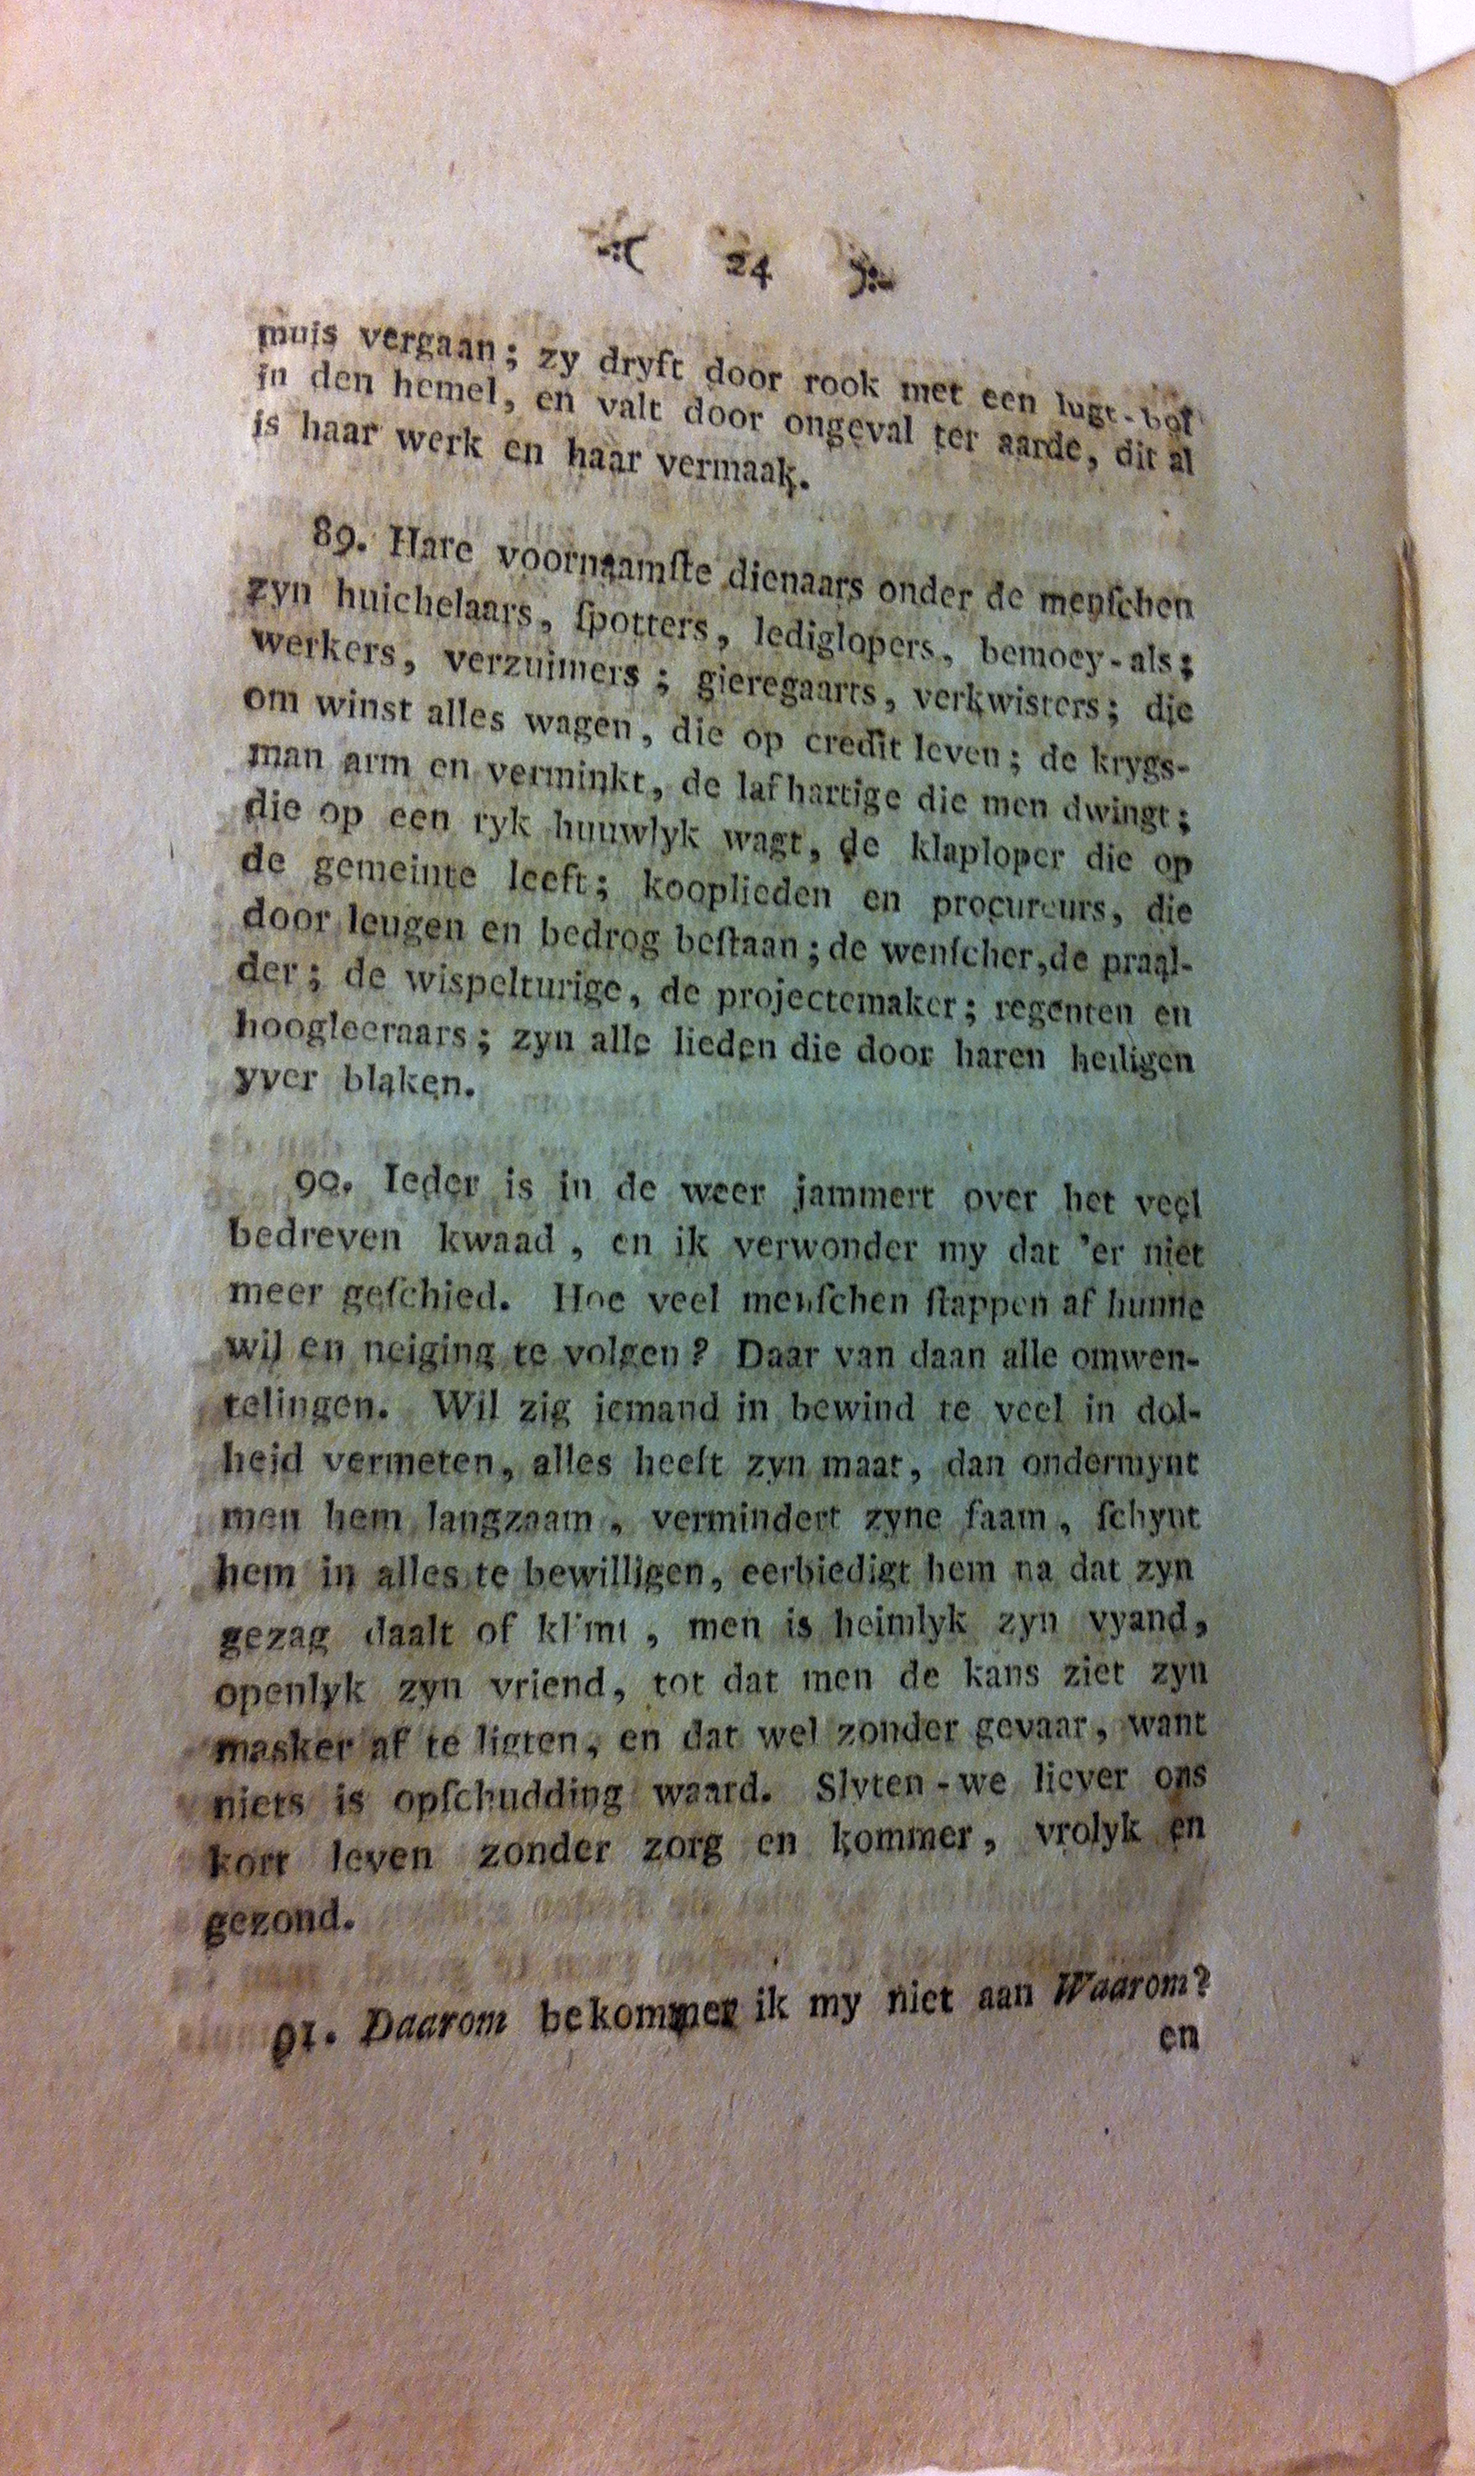 -:( 24 ):-
muis vergaan; zy dryft door rook met een lugt-bol
in den hemel, en valt door ongeval ter aarde, dit al
is haar werk en haar vermaak.
89. Hare voornaamſte dienaars onder de menſchen
zyn huichelaars, ſpotters, lediglopers, bemoey-als;
werkers, verzuimers; gieregaarts, verkwisters; die
om winst alles wagen, die op credit leven; de krygs-
man arm en verminkt, de lafhartige die men dwingt;
die op een ryk huuwlyk wagt, de klaploper die op
de gemeinte leeft; kooplieden en procureurs, die
door leugen en bedrog beſtaan; de wenſcher, de praal-
der; de wispelturige, de projectemaker; regenten en
hoogleeraars; zyn alle lieden die door haren heiligen
yver blaken.
90. Ieder is in de weer jammert over het veel
bedreven kwaad, en ik verwonder my dat 'er niet
meer geſchied. Hoe veel menſchen ſtappen af hunne
wil en neiging te volgen? Daar van daan alle omwen-
telingen. Wil zig iemand in bewind te veel in dol-
heid vermeten, alles heeft zyn maat, dan ondermynt
men hem langzaam, vermindert zyne faam, ſchynt
hem in alles te bewilligen, eerbiedigt hem na dat zyn
gezag daalt of klimt, men is heimlyk zyn vyand,
openlyk zyn vriend, tot dat men de kans ziet zyn
masker af te ligten, en dat wel zonder gevaar, want
niets is opſchudding waard. Slyten-we liever ons
kort leven zonder zorg en kommer, vrolyk en
gezond.
91. Daarom bekommer ik my niet aan Waarom?
en